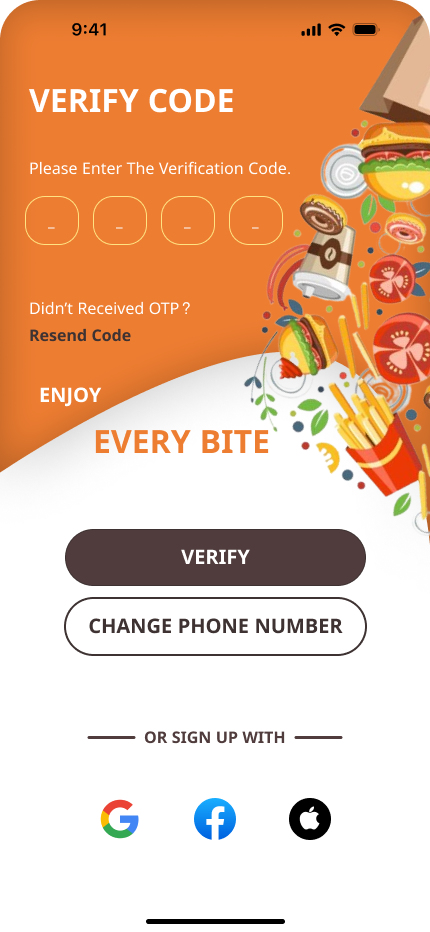 9:41
VERIFY CODE
Please Enter The Verification Code.
_ _ _ _
Didn't Received OTP ?
Resend Code
ENJOY
EVERY BITE
VERIFY
CHANGE PHONE NUMBER
OR SIGN UP WITH